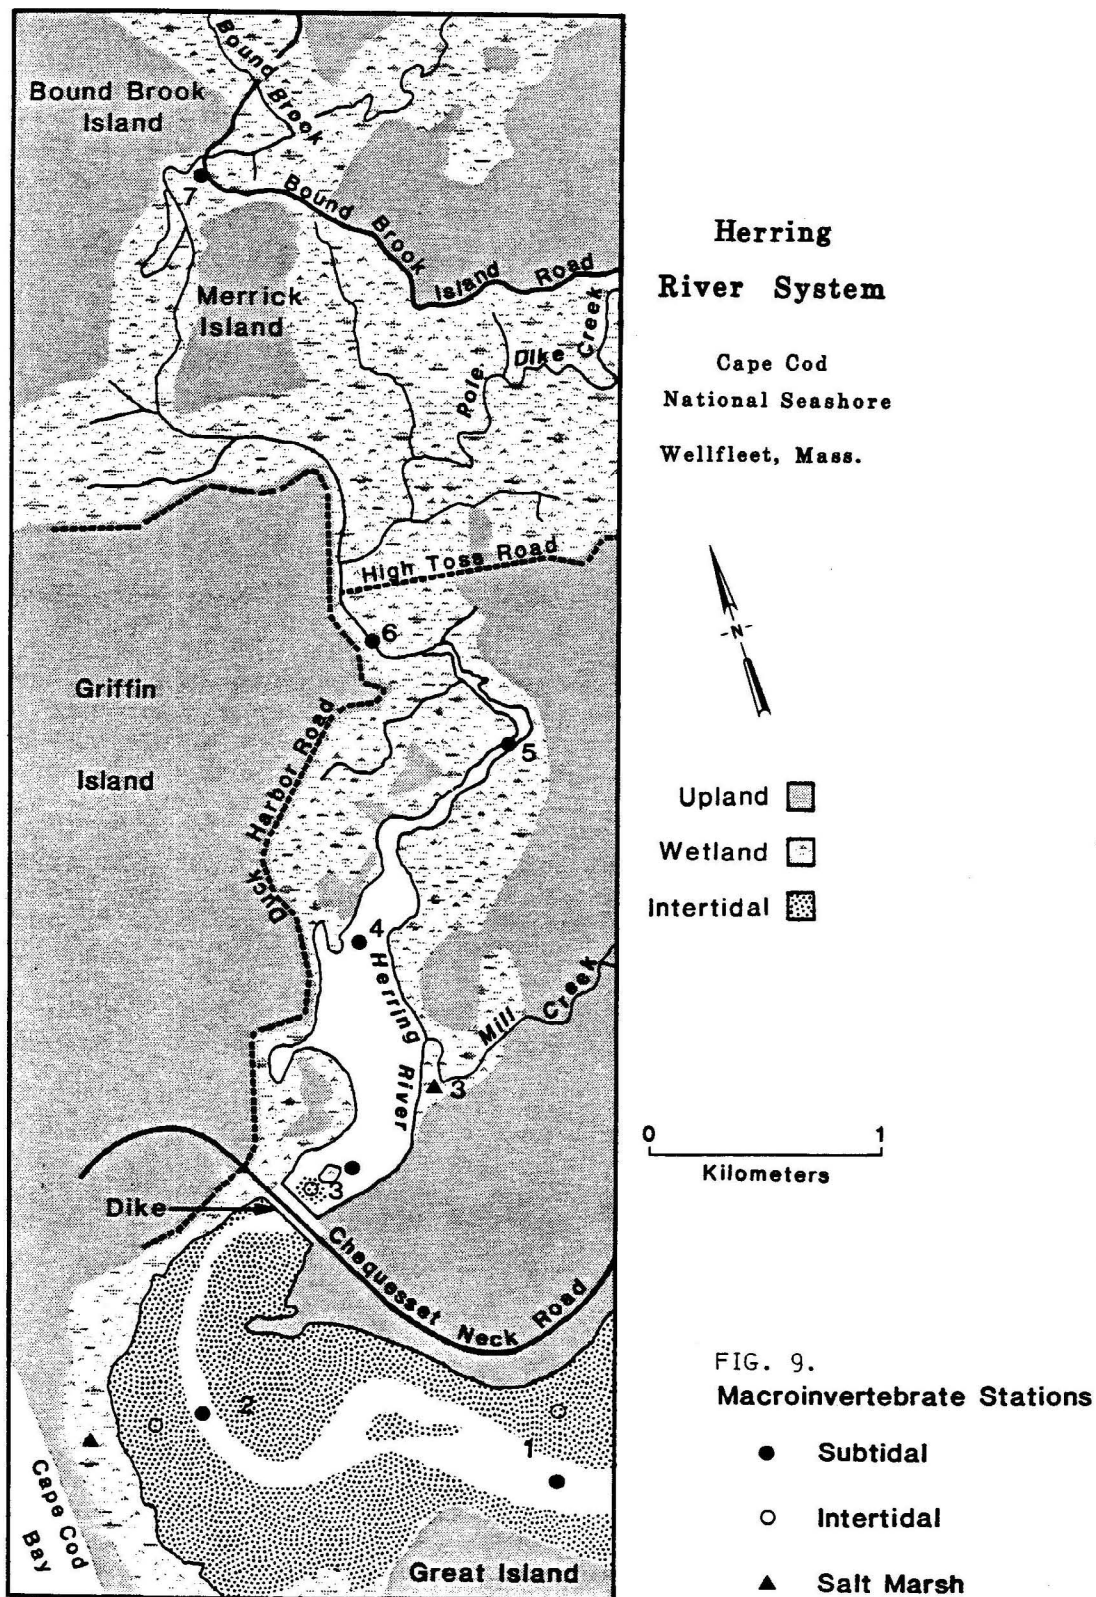 Bound
Brook
Bound Brook
Island
7
Bound Brook Island Road
Merrick
Island
Pole Dike Creek
High Toss Road
6
Griffin
Island
5
Duck Harbor Road
4
Herring River
Mill Creek
3
3
Dike
Chequesset Neck Road
2
1
Cape Cod
Bay
Great Island
Herring
River System
Cape Cod
National Seashore
Wellfleet, Mass.
-N-
Upland
Wetland
Intertidal
0 1
Kilometers
FIG. 9.
Macroinvertebrate Stations
Subtidal
Intertidal
Salt Marsh